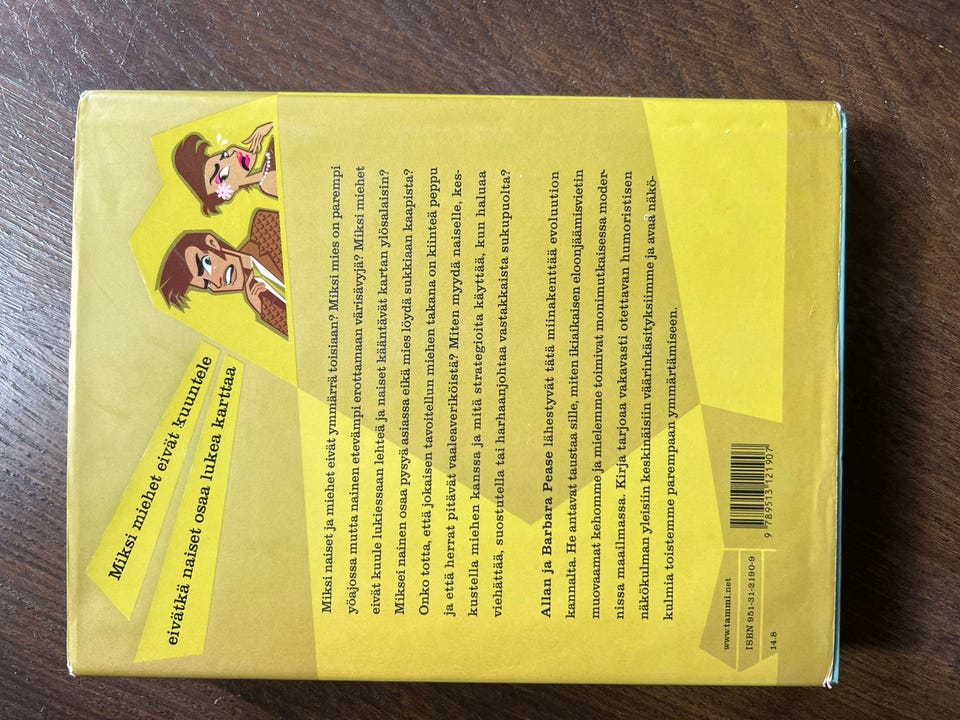 Miksi miehet eivät kuuntele
eivätkä naiset osaa lukea karttaa
Miksi naiset ja miehet eivät ymmärrä toisiaan? Miksi mies on parempi
yöajossa mutta nainen etevämpi erottamaan värisävyjä? Miksi miehet
eivät kuule lukiessaan lehteä ja naiset kääntävät kartan ylösalaisin?
Miksei nainen osaa pysyä asiassa eikä mies löydä sukkiaan kaapista?
Onko totta, että jokaisen tavoitellun miehen takana on kiinteä peppu
ja että herrat pitävät vaaleaveriköistä? Miten myydä naiselle, kes-
kustella miehen kanssa ja mitä strategioita käyttää, kun haluaa
viehättää, suostutella tai harhaanjohtaa vastakkaista sukupuolta?
Allan ja Barbara Pease lähestyvät tätä miinakenttää evoluution
kannalta. He antavat taustaa sille, miten ikiaikaisen eloonjäämisvietin
muovaamat kehomme ja mielemme toimivat monimutkaisessa moder-
nissa maailmassa. Kirja tarjoaa vakavasti otettavan humoristisen
näkökulman yleisiin keskinäisiin väärinkäsityksiimme ja avaa näkö-
kulmia toistemme parempaan ymmärtämiseen.
www.tammi.net
ISBN 951-31-2190-9
14.8
9 789513 121907